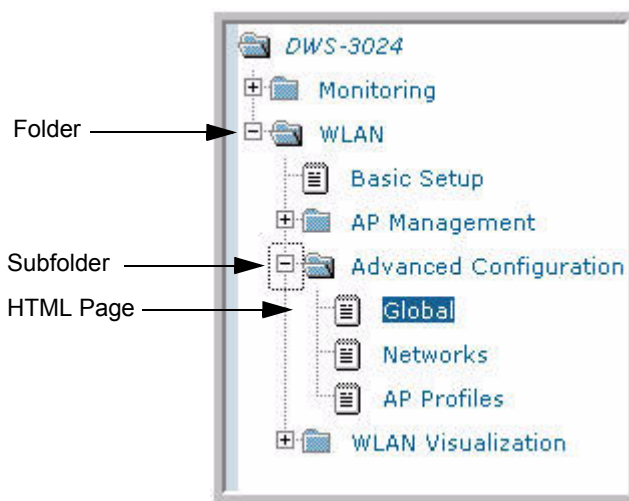 DWS-3024
Monitoring
Folder WLAN
Basic Setup
AP Management
Subfolder Advanced Configuration
HTML Page Global
Networks
AP Profiles
WLAN Visualization